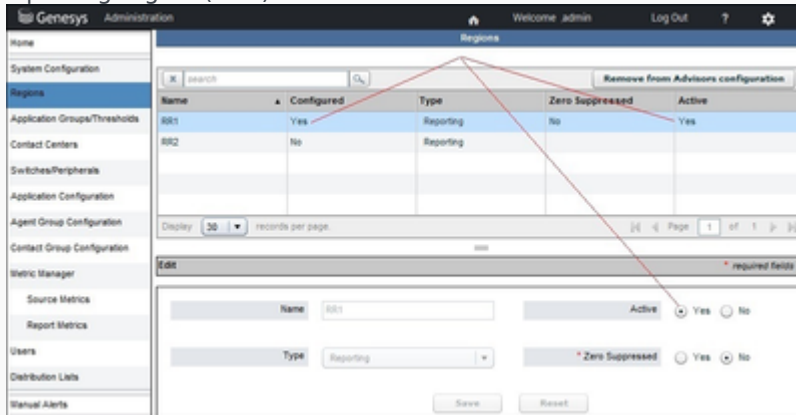 Genesys Administration Welcome admin Log Out ?
Home
System Configuration
Regions
Application Groups/Thresholds
Contact Centers
Switches/Peripherals
Application Configuration
Agent Group Configuration
Contact Group Configuration
Metric Manager
Source Metrics
Report Metrics
Users
Distribution Lists
Manual Alerts
Regions
x search
Remove from Advisors configuration
Name Configured Type Zero Suppressed Active
RR1 Yes Reporting No Yes
RR2 No Reporting
Display 30 records per page.
Page 1 of 1
Edit * required fields
Name RR1 Active Yes No
Type Reporting * Zero Suppressed Yes No
Save Reset